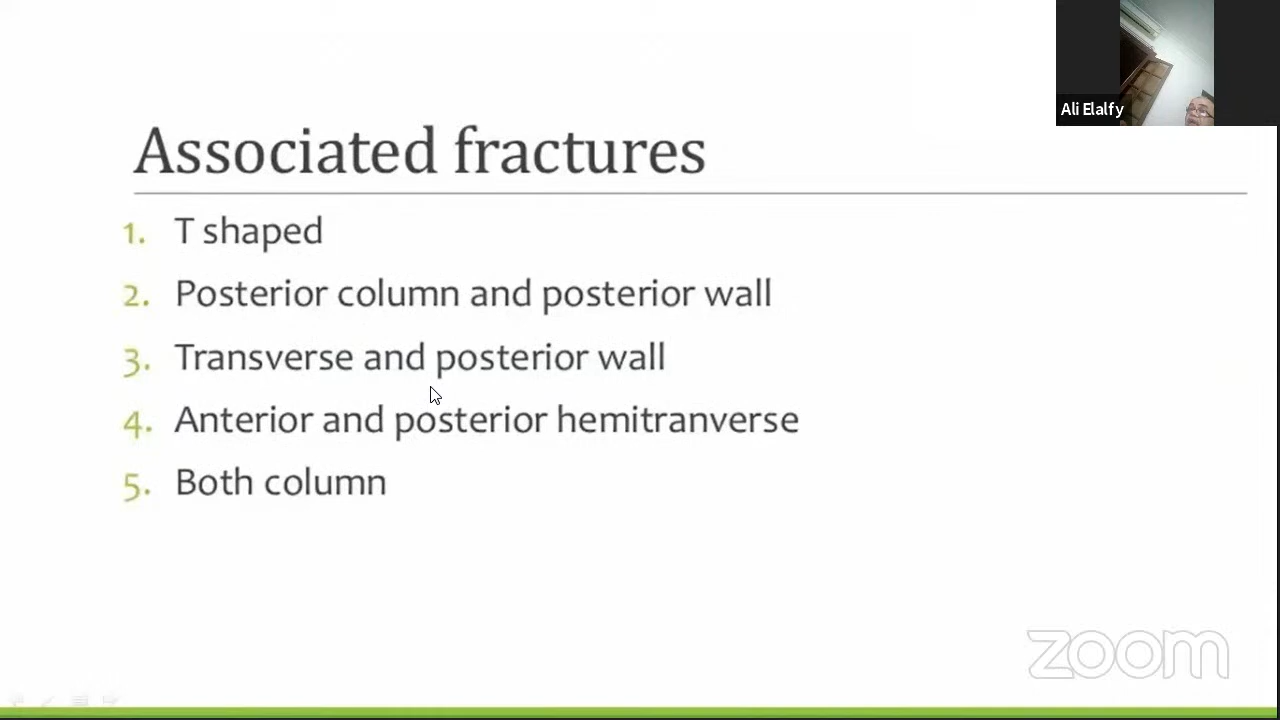 Ali Elalfy
Associated fractures
1. T shaped
2. Posterior column and posterior wall
3. Transverse and posterior wall
4. Anterior and posterior hemitranverse
5. Both column
zoom